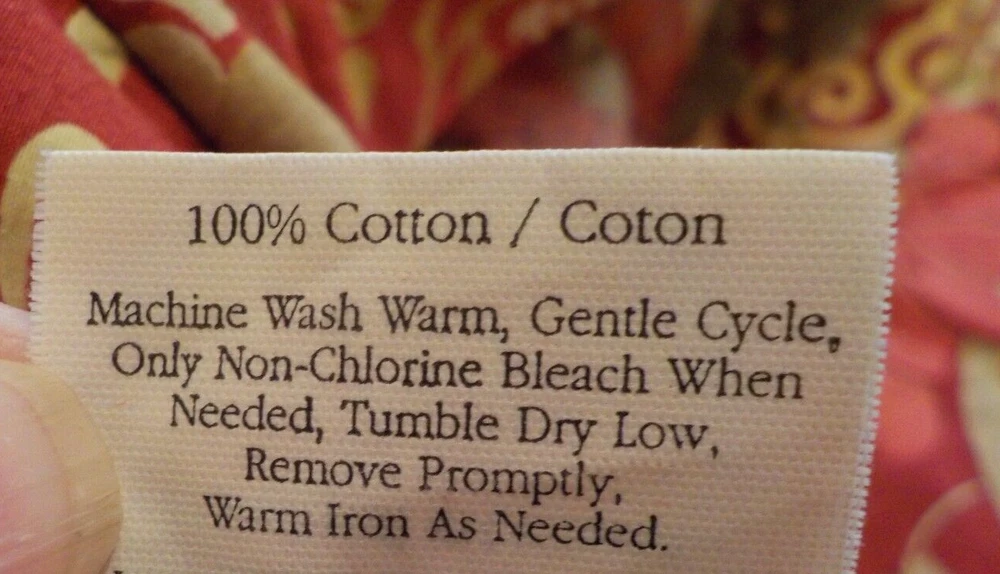 100% Cotton / Coton
Machine Wash Warm, Gentle Cycle,
Only Non-Chlorine Bleach When
Needed, Tumble Dry Low,
Remove Promptly,
Warm Iron As Needed.